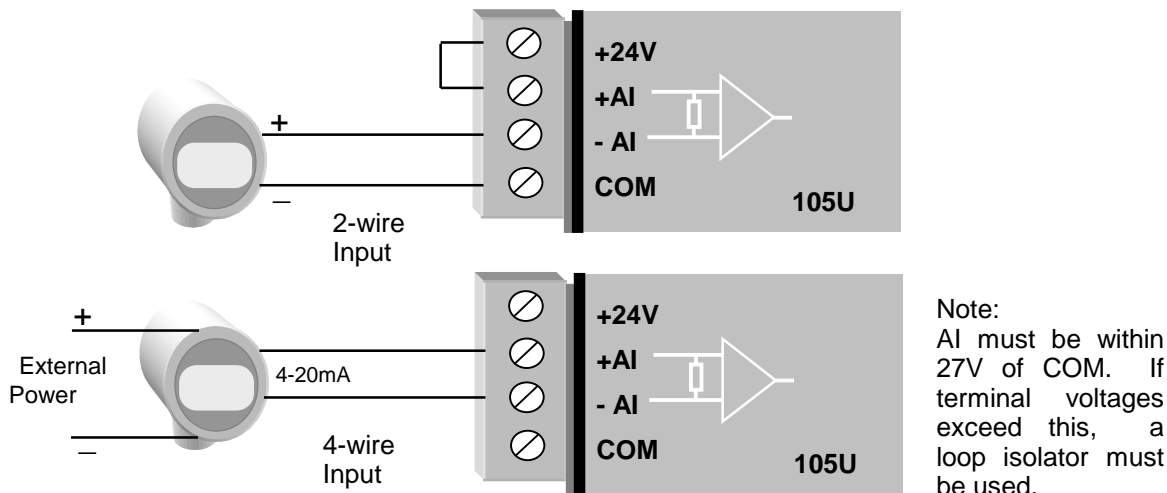 +24V
+AI
- AI
COM
105U
+
–
2-wire
Input
+24V
+AI
- AI
COM
105U
+
External
Power
–
4-20mA
4-wire
Input
Note:
AI must be within
27V of COM. If
terminal voltages
exceed this, a
loop isolator must
be used.